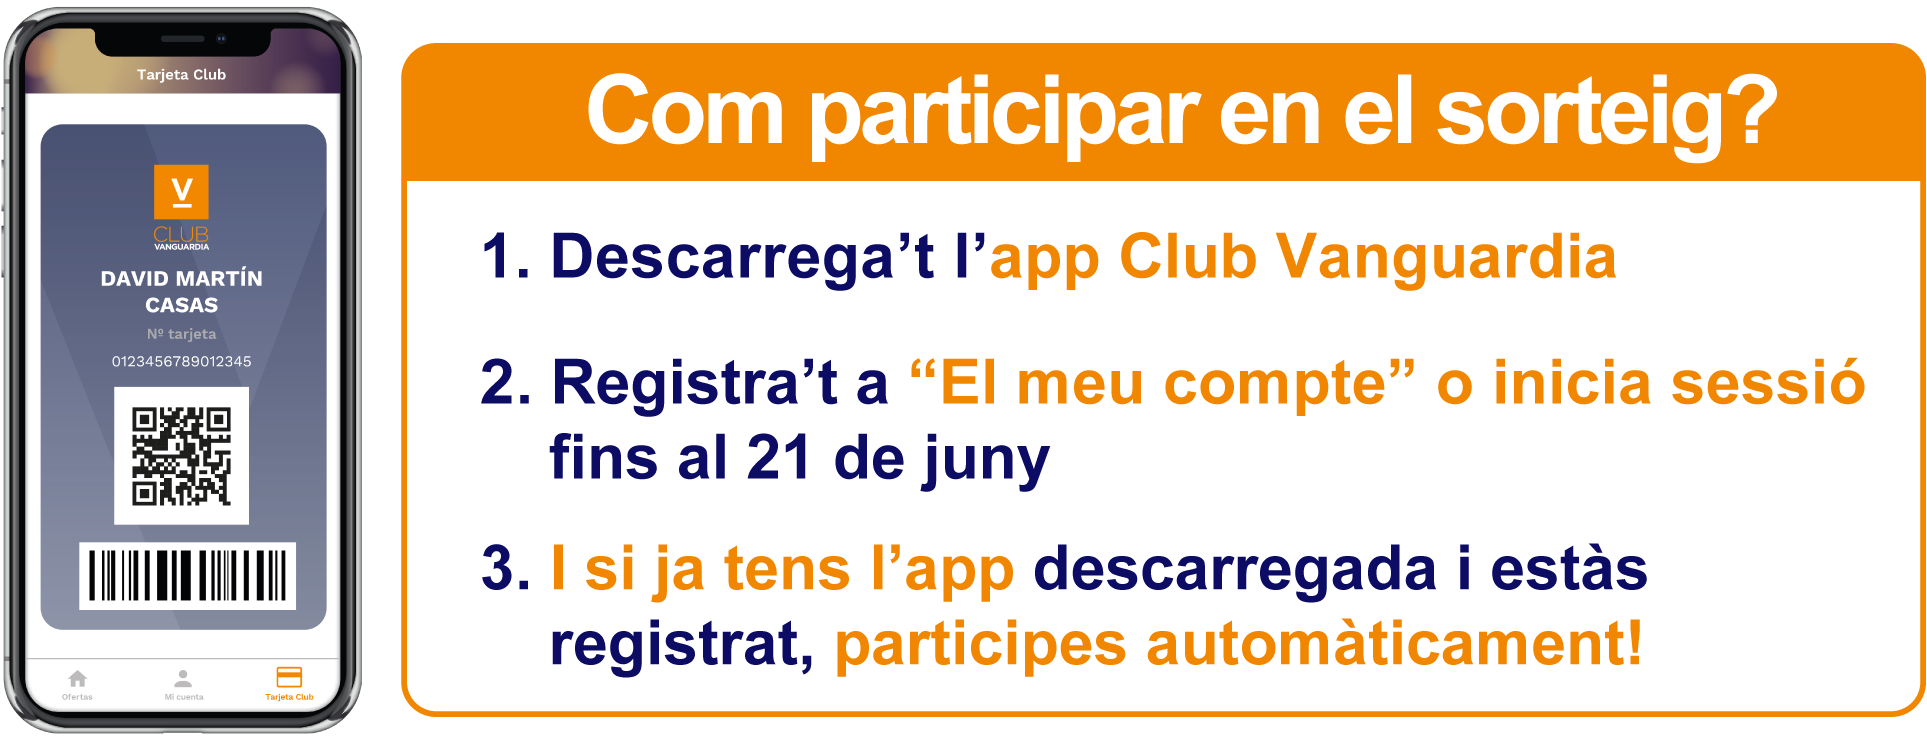 Tarjeta Club
V
CLUB
VANGUARDIA
DAVID MARTÍN
CASAS
Nº tarjeta
0123456789012345
Ofertas
Mi cuenta
Tarjeta Club
Com participar en el sorteig?
1. Descarrega’t l’app Club Vanguardia
2. Registra’t a “El meu compte” o inicia sessió
fins al 21 de juny
3. I si ja tens l’app descarregada i estàs
registrat, participes automàticament!